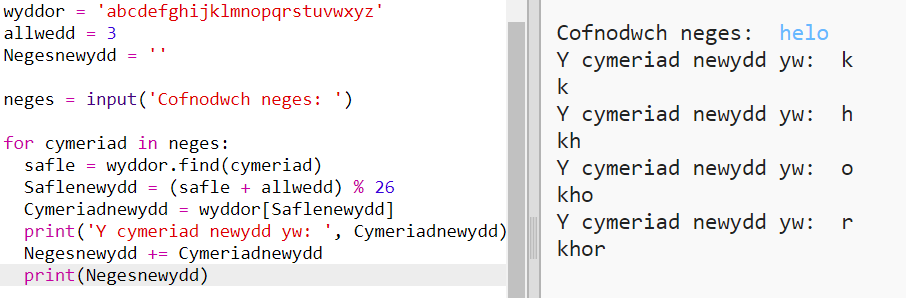 wyddor = 'abcdefghijklmnopqrstuvwxyz'
allwedd = 3
Negesnewydd = ''
neges = input('Cofnodwch neges: ')
for cymeriad in neges:
  safle = wyddor.find(cymeriad)
  Saflenewydd = (safle + allwedd) % 26
  Cymeriadnewydd = wyddor[Saflenewydd]
  print('Y cymeriad newydd yw: ', Cymeriadnewydd)
  Negesnewydd += Cymeriadnewydd
  print(Negesnewydd)
Cofnodwch neges:  helo
Y cymeriad newydd yw:  k
k
Y cymeriad newydd yw:  h
kh
Y cymeriad newydd yw:  o
kho
Y cymeriad newydd yw:  r
khor